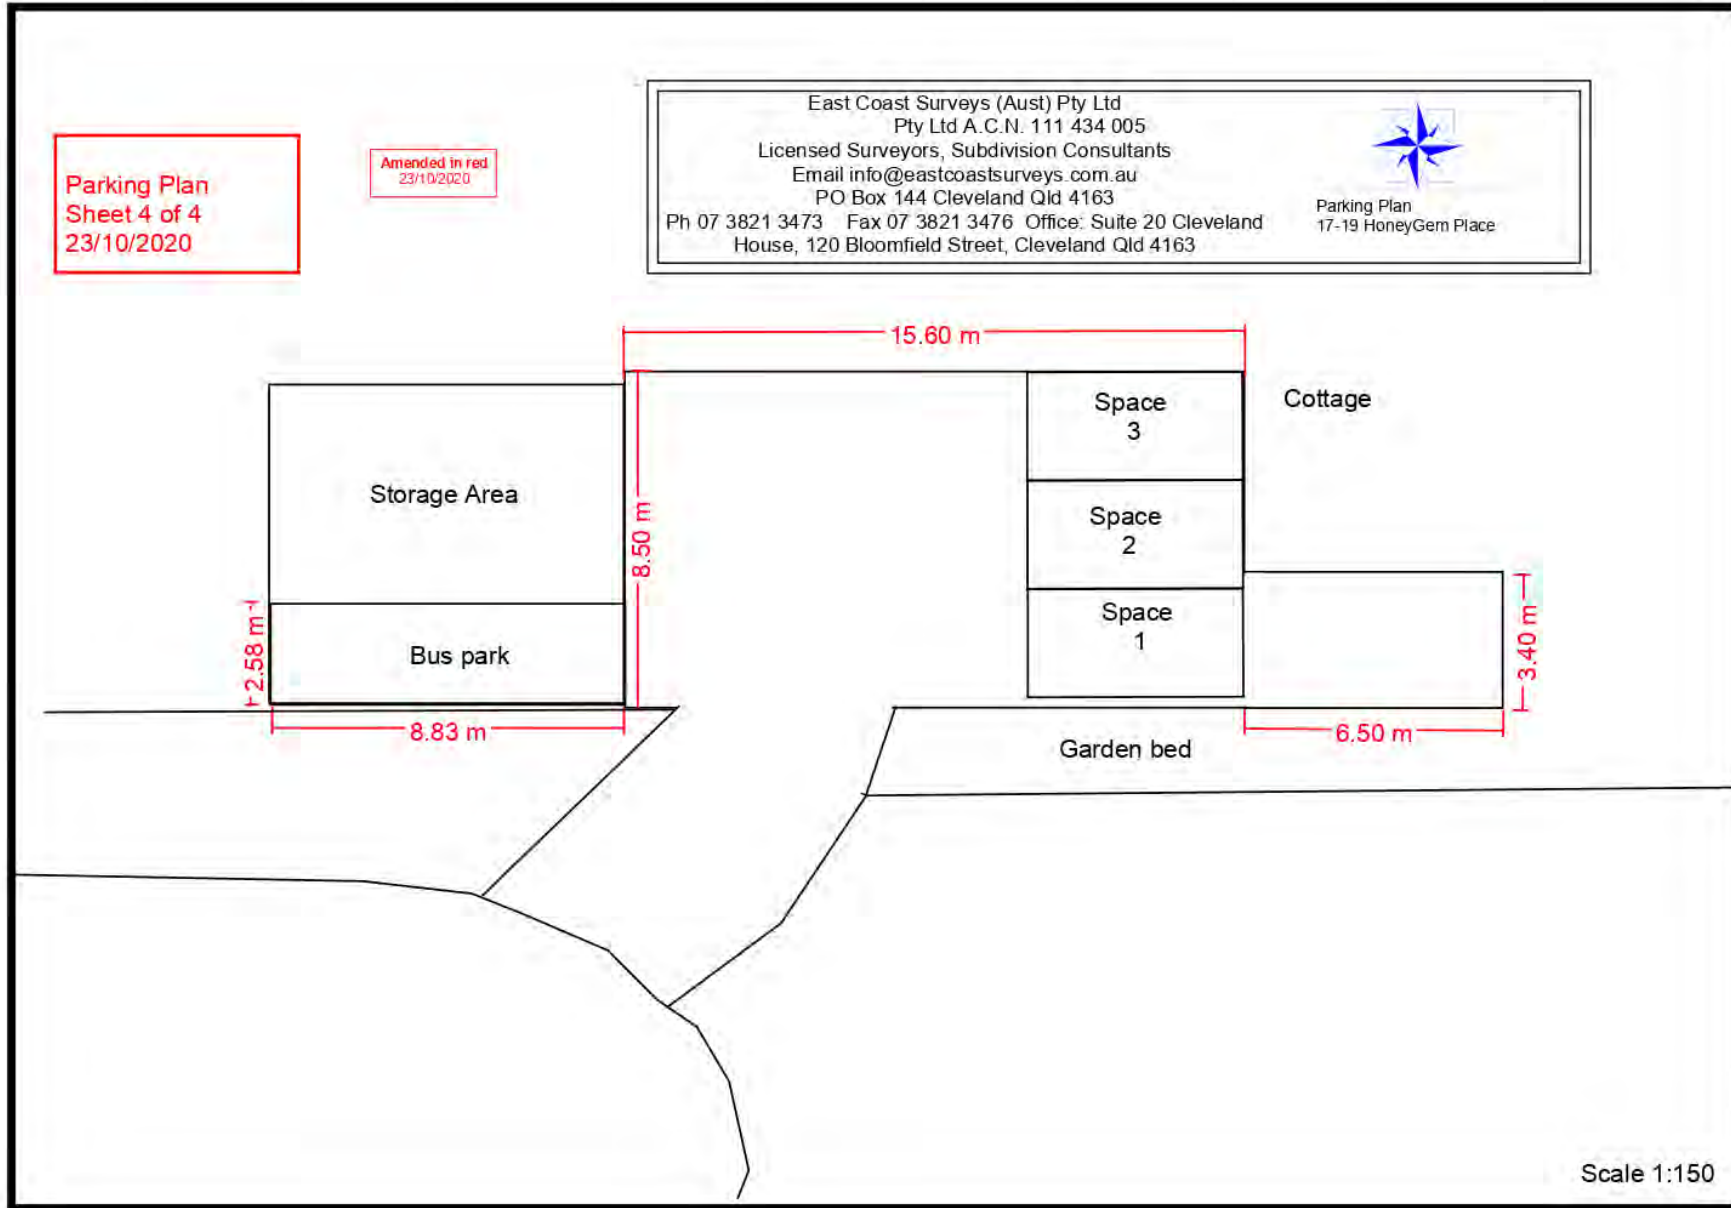 Parking Plan
Sheet 4 of 4
23/10/2020
Amended in red
23/10/2020
East Coast Surveys (Aust) Pty Ltd
Pty Ltd A.C.N. 111 434 005
Licensed Surveyors, Subdivision Consultants
Email info@eastcoastsurveys.com.au
PO Box 144 Cleveland Qld 4163
Ph 07 3821 3473 Fax 07 3821 3476 Office: Suite 20 Cleveland
House, 120 Bloomfield Street, Cleveland Qld 4163
Parking Plan
17-19 HoneyGem Place
15.60 m
Space
3
Cottage
Storage Area
8.50 m
Space
2
Space
1
2.58 m
Bus park
3.40 m
8.83 m
6.50 m
Garden bed
Scale 1:150